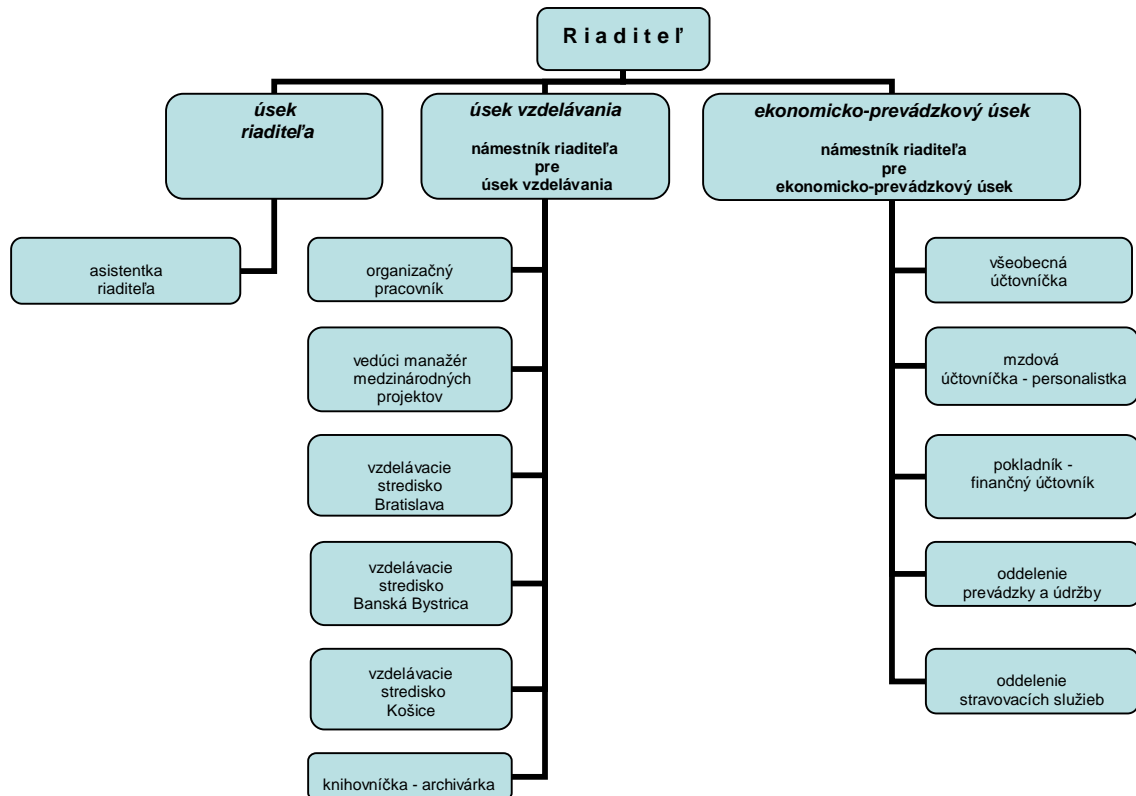 Riaditeľ
úsek
riaditeľa
úsek vzdelávania
námestník riaditeľa
pre
úsek vzdelávania
ekonomicko-prevádzkový úsek
námestník riaditeľa
pre
ekonomicko-prevádzkový úsek
asistentka
riaditeľa
organizačný
pracovník
vedúci manažér
medzinárodných
projektov
vzdelávacie
stredisko
Bratislava
vzdelávacie
stredisko
Banská Bystrica
vzdelávacie
stredisko
Košice
knihovníčka - archivárka
všeobecná
účtovníčka
mzdová
účtovníčka - personalistka
pokladník -
finančný účtovník
oddelenie
prevádzky a údržby
oddelenie
stravovacích služieb